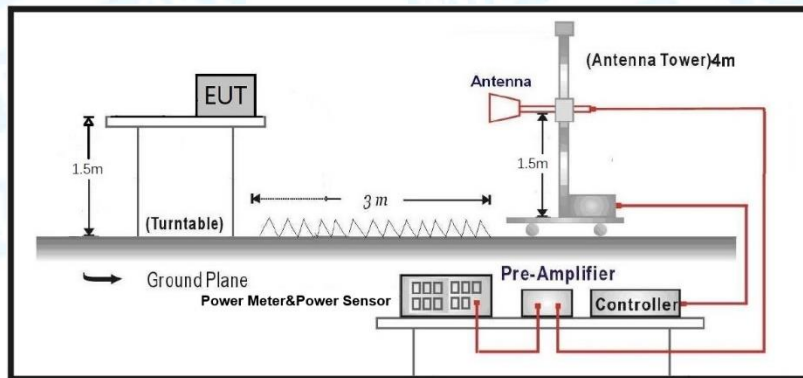 EUT
1.5m
(Turntable)
3 m
Antenna
(Antenna Tower)4m
1.5m
Ground Plane
Power Meter&Power Sensor
Pre-Amplifier
Controller